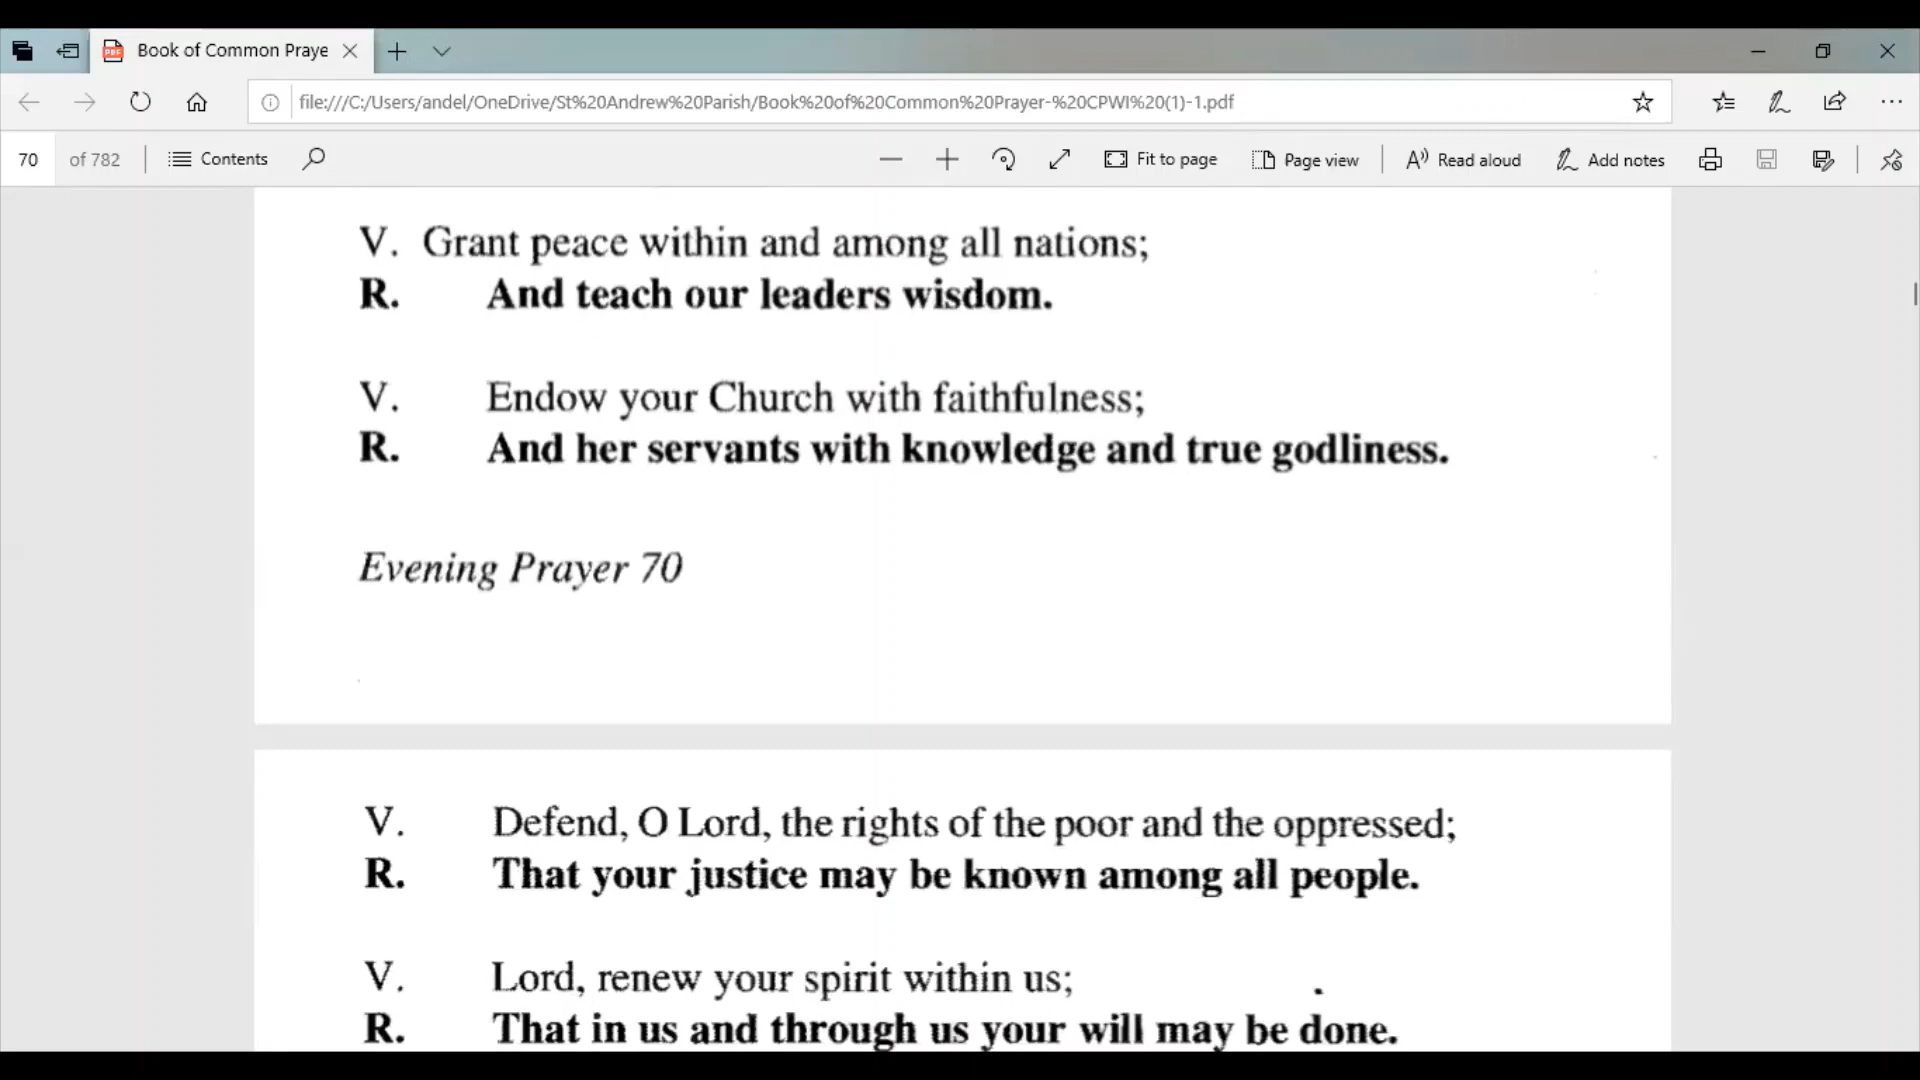 Book of Common Praye
file:///C:/Users/andel/OneDrive/St%20Andrew%20Parish/Book%20of%20Common%20Prayer-%20CPWI%20(1)-1.pdf
70 of 782 Contents Fit to page Page view Read aloud Add notes
V. Grant peace within and among all nations;
R. And teach our leaders wisdom.
V. Endow your Church with faithfulness;
R. And her servants with knowledge and true godliness.
Evening Prayer 70
V. Defend, O Lord, the rights of the poor and the oppressed;
R. That your justice may be known among all people.
V. Lord, renew your spirit within us;
R. That in us and through us your will may be done.